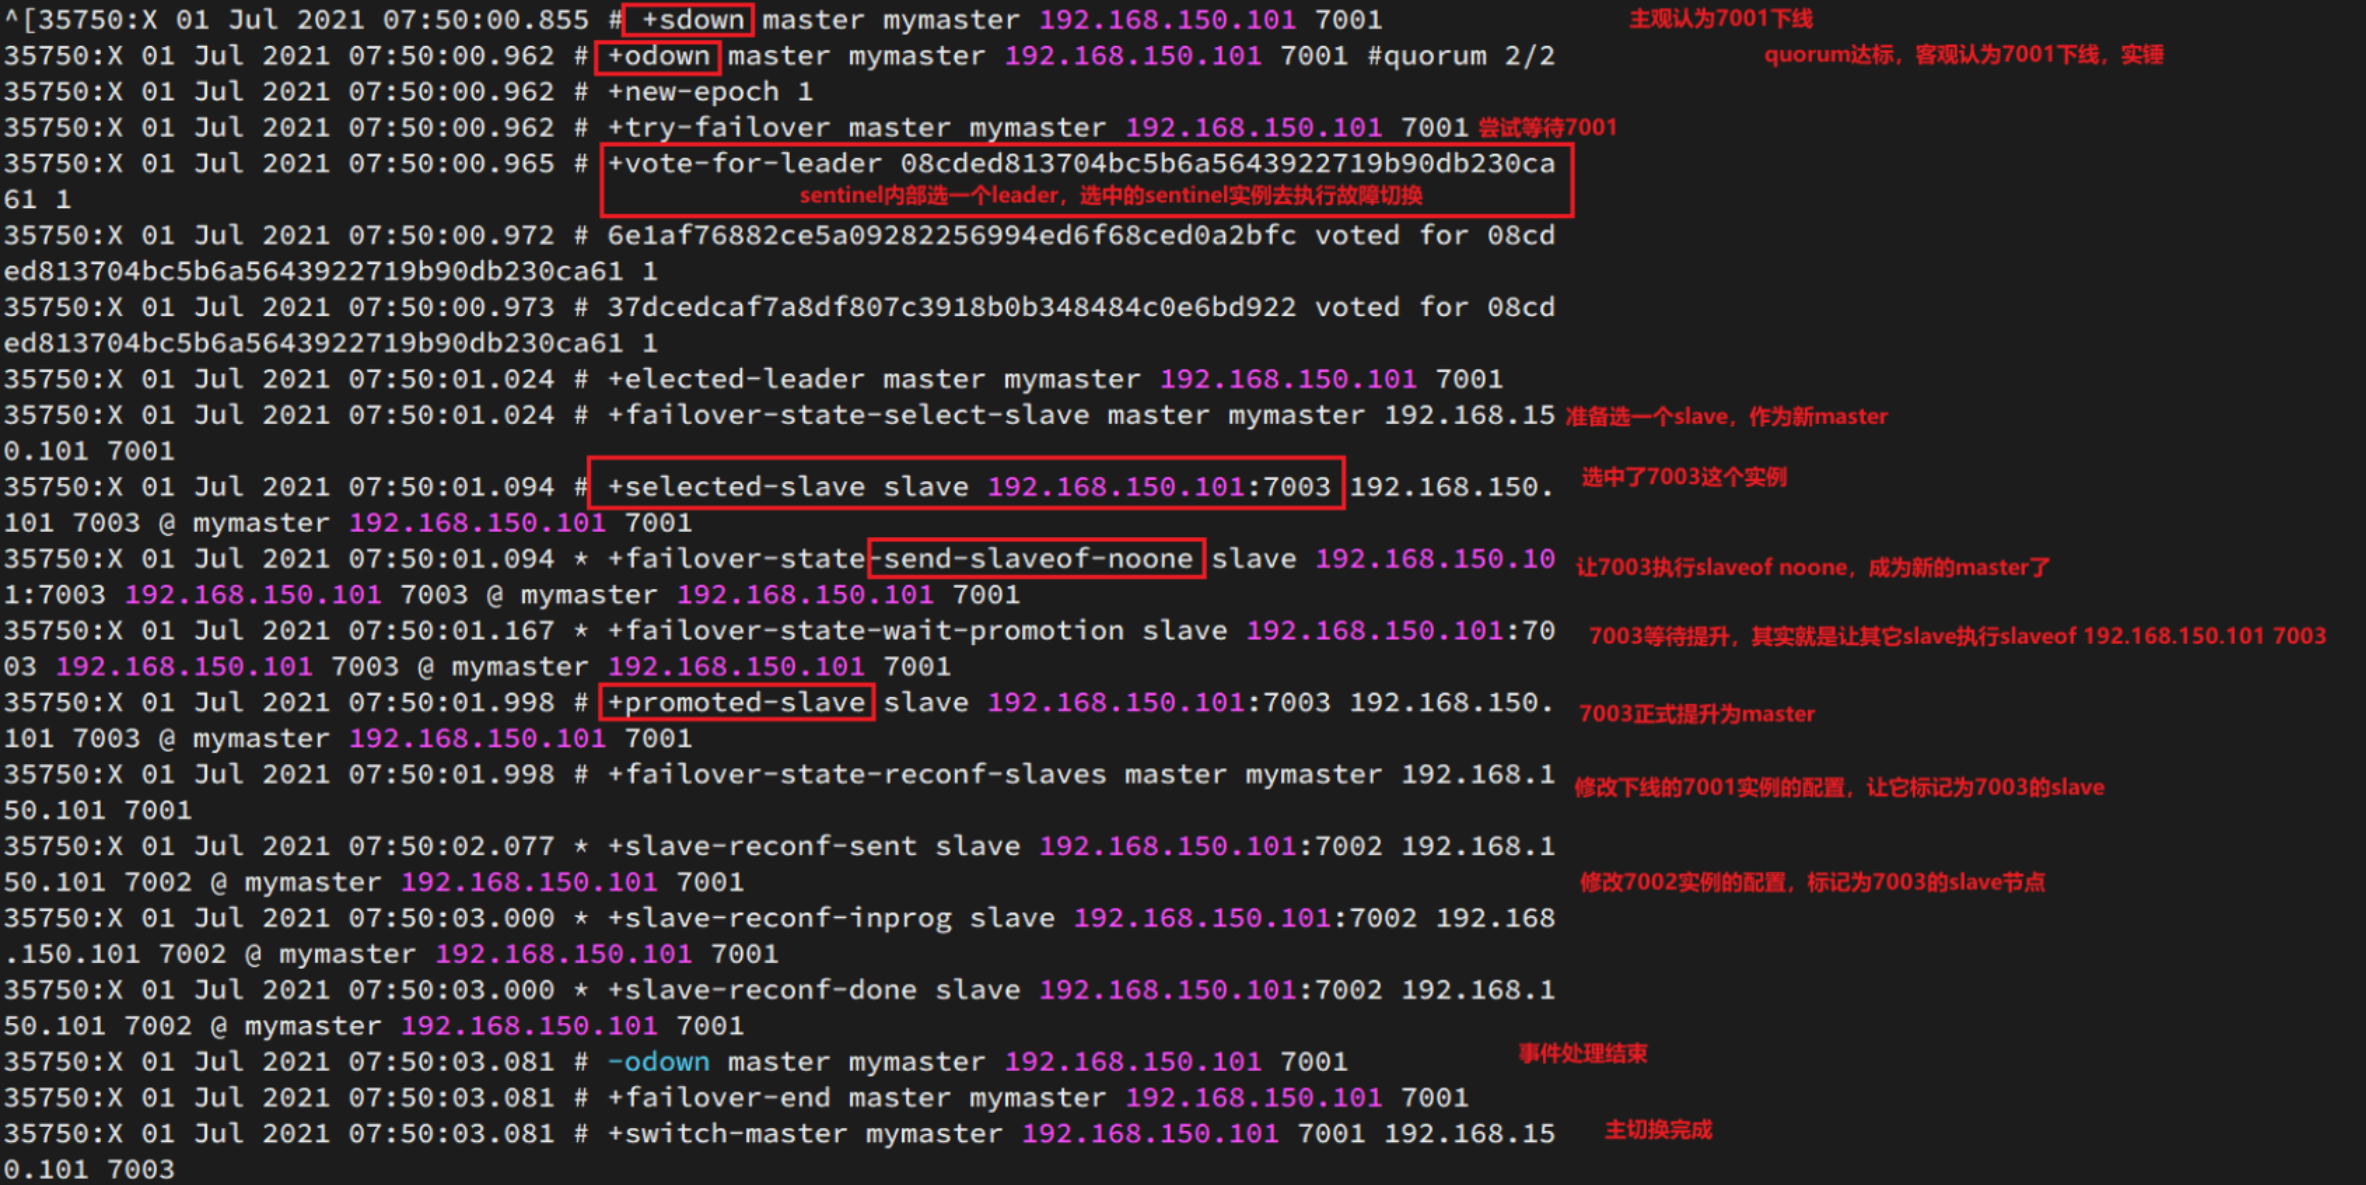 ^[35750:X 01 Jul 2021 07:50:00.855 # +sdown master mymaster 192.168.150.101 7001 主观认为7001下线
35750:X 01 Jul 2021 07:50:00.962 # +odown master mymaster 192.168.150.101 7001 #quorum 2/2 quorum达标，客观认为7001下线，实锤
35750:X 01 Jul 2021 07:50:00.962 # +new-epoch 1
35750:X 01 Jul 2021 07:50:00.962 # +try-failover master mymaster 192.168.150.101 7001 尝试等待7001
35750:X 01 Jul 2021 07:50:00.965 # +vote-for-leader 08cded813704bc5b6a5643922719b90db230ca
61 1 sentinel内部选一个leader，选中的sentinel实例去执行故障切换
35750:X 01 Jul 2021 07:50:00.972 # 6e1af76882ce5a09282256994ed6f68ced0a2bfc voted for 08cd
ed813704bc5b6a5643922719b90db230ca61 1
35750:X 01 Jul 2021 07:50:00.973 # 37dcedcaf7a8df807c3918b0b348484c0e6bd922 voted for 08cd
ed813704bc5b6a5643922719b90db230ca61 1
35750:X 01 Jul 2021 07:50:01.024 # +elected-leader master mymaster 192.168.150.101 7001
35750:X 01 Jul 2021 07:50:01.024 # +failover-state-select-slave master mymaster 192.168.15 准备选一个slave，作为新master
0.101 7001
35750:X 01 Jul 2021 07:50:01.094 # +selected-slave slave 192.168.150.101:7003 192.168.150. 选中了7003这个实例
101 7003 @ mymaster 192.168.150.101 7001
35750:X 01 Jul 2021 07:50:01.094 * +failover-state-send-slaveof-noone slave 192.168.150.10 让7003执行slaveof noone，成为新的master了
1:7003 192.168.150.101 7003 @ mymaster 192.168.150.101 7001
35750:X 01 Jul 2021 07:50:01.167 * +failover-state-wait-promotion slave 192.168.150.101:70 7003等待提升，其实就是让其它slave执行slaveof 192.168.150.101 7003
03 192.168.150.101 7003 @ mymaster 192.168.150.101 7001
35750:X 01 Jul 2021 07:50:01.998 # +promoted-slave slave 192.168.150.101:7003 192.168.150. 7003正式提升为master
101 7003 @ mymaster 192.168.150.101 7001
35750:X 01 Jul 2021 07:50:01.998 # +failover-state-reconf-slaves master mymaster 192.168.1 修改下线的7001实例的配置，让它标记为7003的slave
50.101 7001
35750:X 01 Jul 2021 07:50:02.077 * +slave-reconf-sent slave 192.168.150.101:7002 192.168.1
50.101 7002 @ mymaster 192.168.150.101 7001 修改7002实例的配置，标记为7003的slave节点
35750:X 01 Jul 2021 07:50:03.000 * +slave-reconf-inprog slave 192.168.150.101:7002 192.168
.150.101 7002 @ mymaster 192.168.150.101 7001
35750:X 01 Jul 2021 07:50:03.000 * +slave-reconf-done slave 192.168.150.101:7002 192.168.1
50.101 7002 @ mymaster 192.168.150.101 7001
35750:X 01 Jul 2021 07:50:03.081 # -odown master mymaster 192.168.150.101 7001 事件处理结束
35750:X 01 Jul 2021 07:50:03.081 # +failover-end master mymaster 192.168.150.101 7001
35750:X 01 Jul 2021 07:50:03.081 # +switch-master mymaster 192.168.150.101 7001 192.168.15 主切换完成
0.101 7003